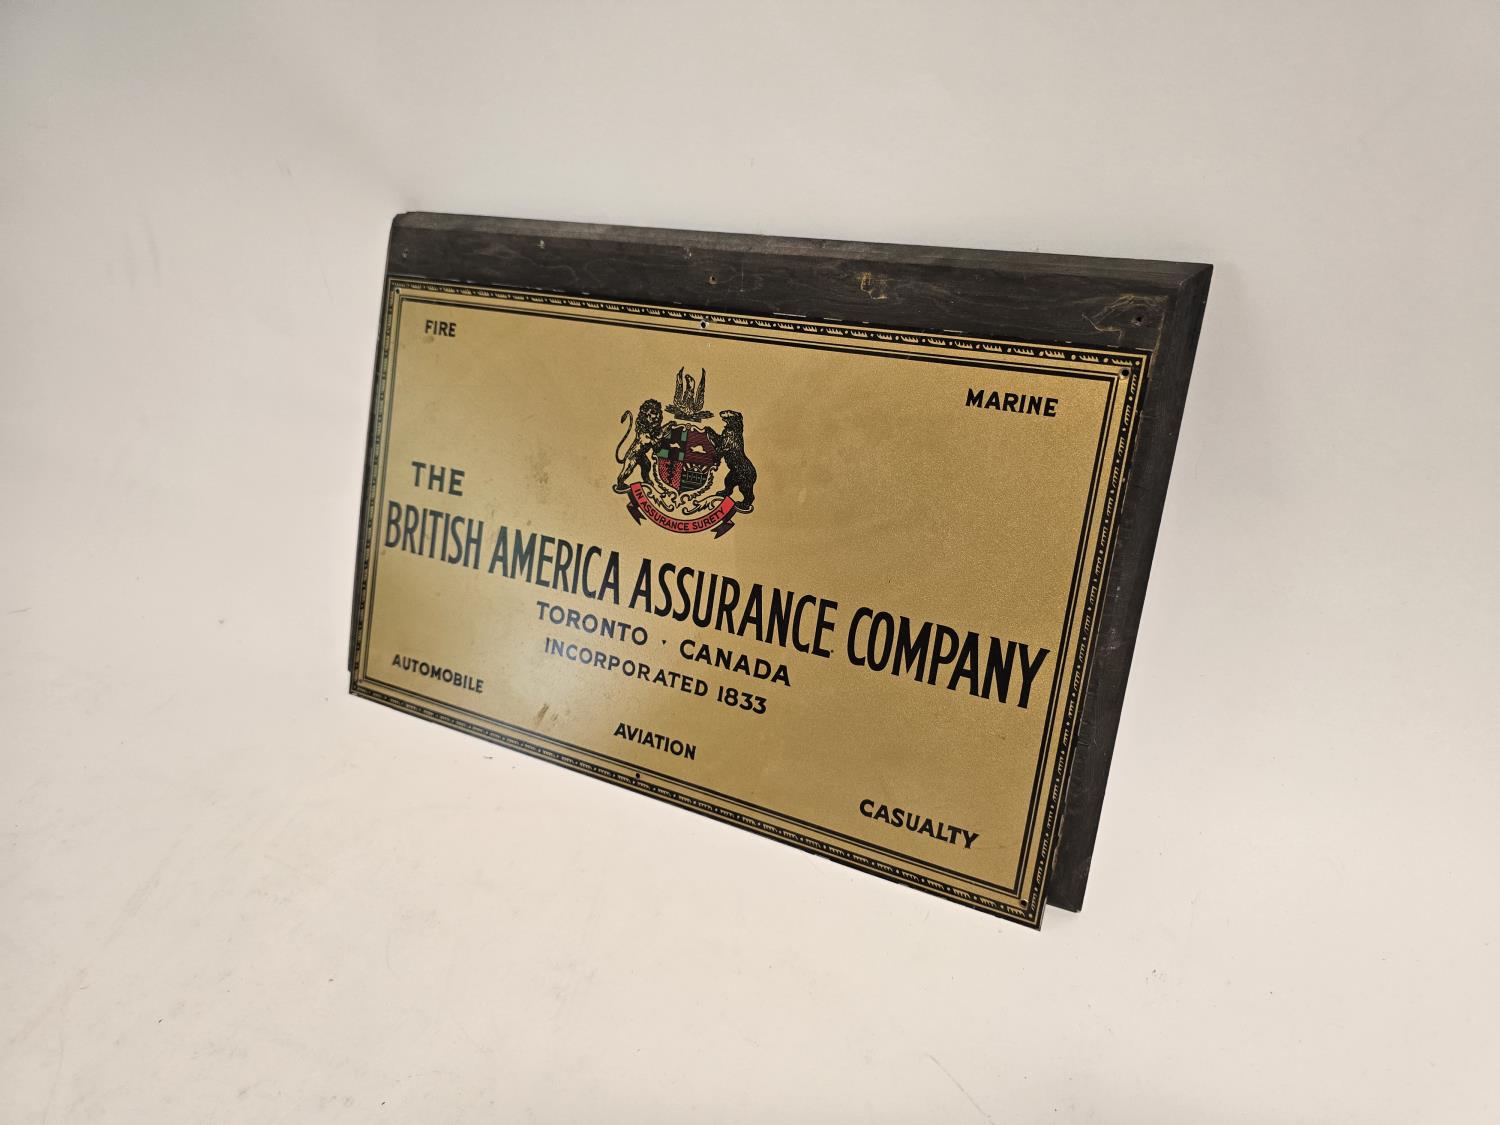 FIRE
MARINE
IN ASSURANCE SURETY
THE
BRITISH AMERICA ASSURANCE COMPANY
TORONTO · CANADA
INCORPORATED 1833
AUTOMOBILE
AVIATION
CASUALTY